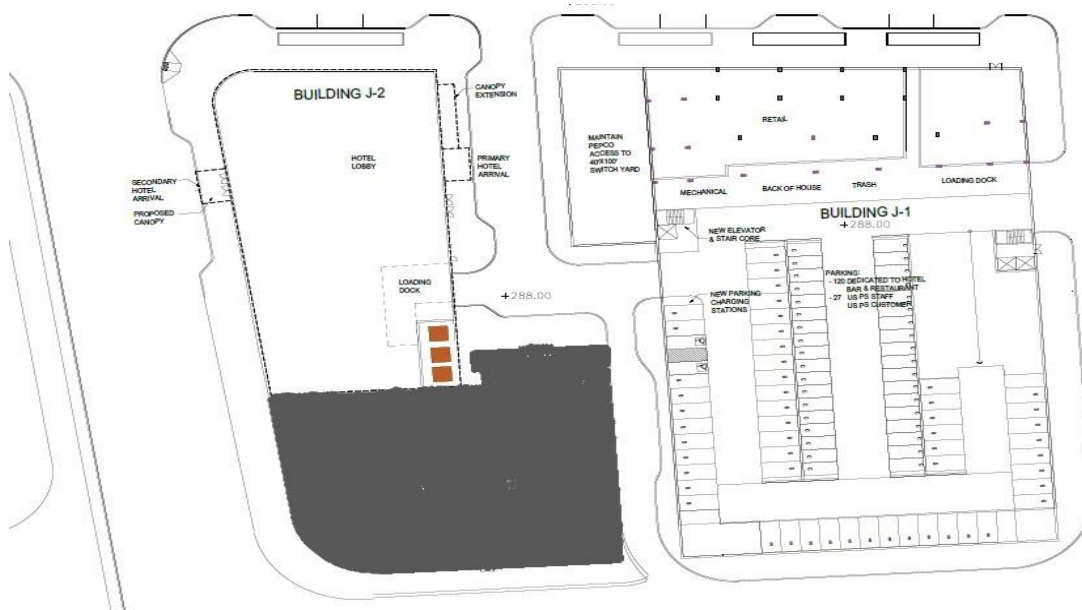 BUILDING J-2
CANOPY
EXTENSION
HOTEL
LOBBY
PRIMARY
HOTEL
ARRIVAL
SECONDARY
HOTEL
ARRIVAL
PROPOSED
CANOPY
LOADING
DOCK
+288.00
MAINTAIN
PEPCO
ACCESS TO
40'X100'
SWITCH YARD
RETAIL
MECHANICAL
BACK OF HOUSE
TRASH
LOADING DOCK
BUILDING J-1
+288.00
NEW ELEVATOR
& STAIR CORE
PARKING:
- 120 DEDICATED TO HOTEL
BAR & RESTAURANT
- 27 US PS STAFF
US PS CUSTOMER
NEW PARKING
CHARGING
STATIONS